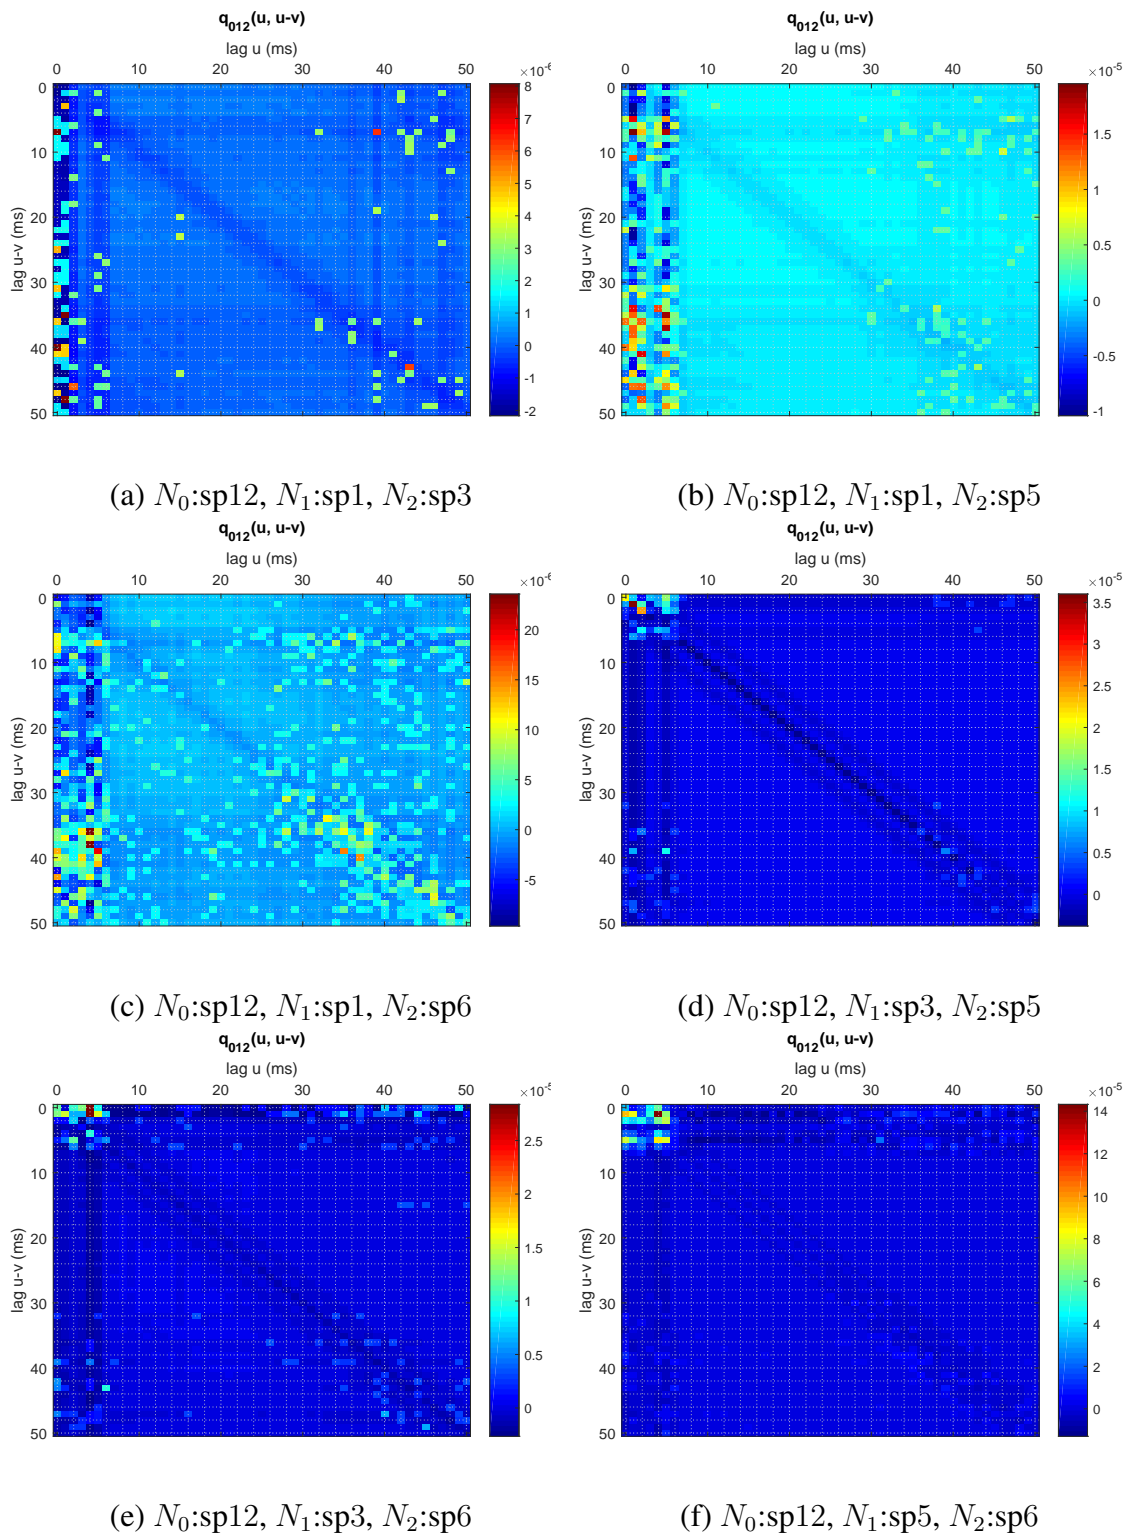 q012(u, u-v)
lag u (ms)
0 10 20 30 40 50
×10-6
lag u-v (ms)
0
10
20
30
40
50
8
7
6
5
4
3
2
1
0
-1
-2
(a) N0:sp12, N1:sp1, N2:sp3
q012(u, u-v)
lag u (ms)
0 10 20 30 40 50
×10-5
lag u-v (ms)
0
10
20
30
40
50
1.5
1
0.5
0
-0.5
-1
(b) N0:sp12, N1:sp1, N2:sp5
q012(u, u-v)
lag u (ms)
0 10 20 30 40 50
×10-6
lag u-v (ms)
0
10
20
30
40
50
20
15
10
5
0
-5
(c) N0:sp12, N1:sp1, N2:sp6
q012(u, u-v)
lag u (ms)
0 10 20 30 40 50
×10-5
lag u-v (ms)
0
10
20
30
40
50
3.5
3
2.5
2
1.5
1
0.5
0
(d) N0:sp12, N1:sp3, N2:sp5
q012(u, u-v)
lag u (ms)
0 10 20 30 40 50
×10-5
lag u-v (ms)
0
10
20
30
40
50
2.5
2
1.5
1
0.5
0
(e) N0:sp12, N1:sp3, N2:sp6
q012(u, u-v)
lag u (ms)
0 10 20 30 40 50
×10-5
lag u-v (ms)
0
10
20
30
40
50
14
12
10
8
6
4
2
0
(f) N0:sp12, N1:sp5, N2:sp6